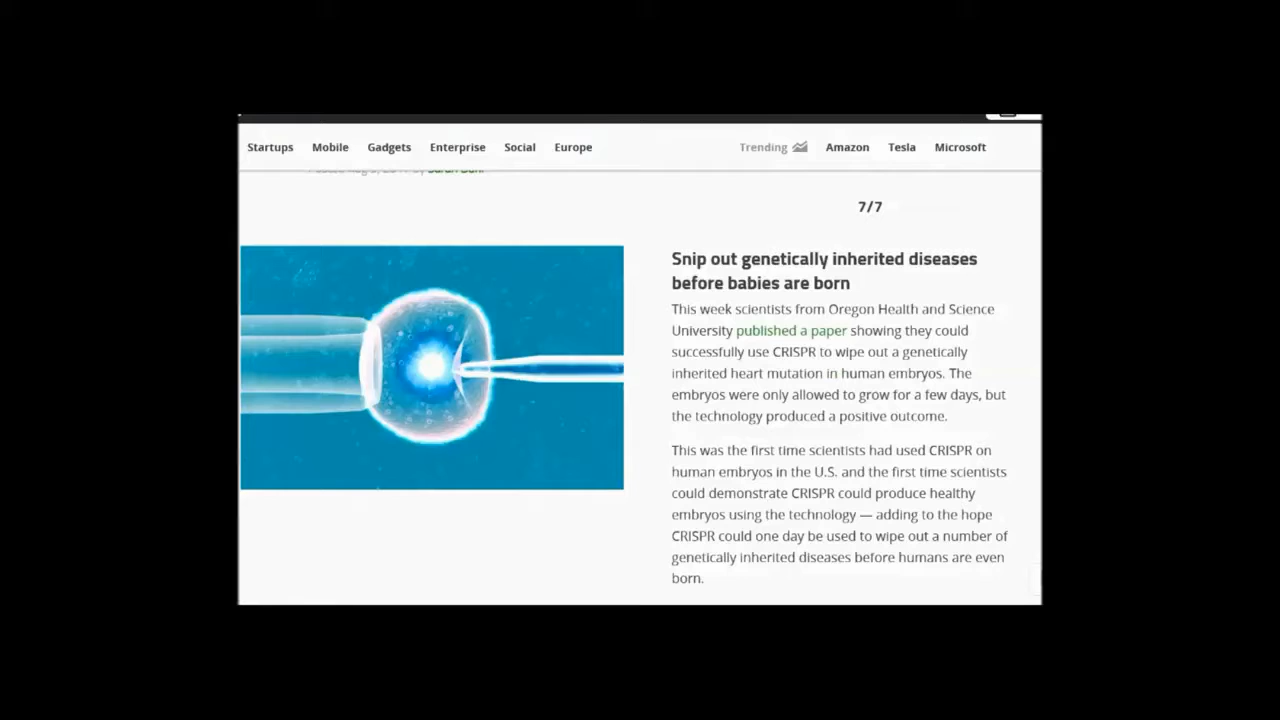 Startups Mobile Gadgets Enterprise Social Europe Trending Amazon Tesla Microsoft
7/7
Snip out genetically inherited diseases
before babies are born
This week scientists from Oregon Health and Science
University published a paper showing they could
successfully use CRISPR to wipe out a genetically
inherited heart mutation in human embryos. The
embryos were only allowed to grow for a few days, but
the technology produced a positive outcome.
This was the first time scientists had used CRISPR on
human embryos in the U.S. and the first time scientists
could demonstrate CRISPR could produce healthy
embryos using the technology — adding to the hope
CRISPR could one day be used to wipe out a number of
genetically inherited diseases before humans are even
born.